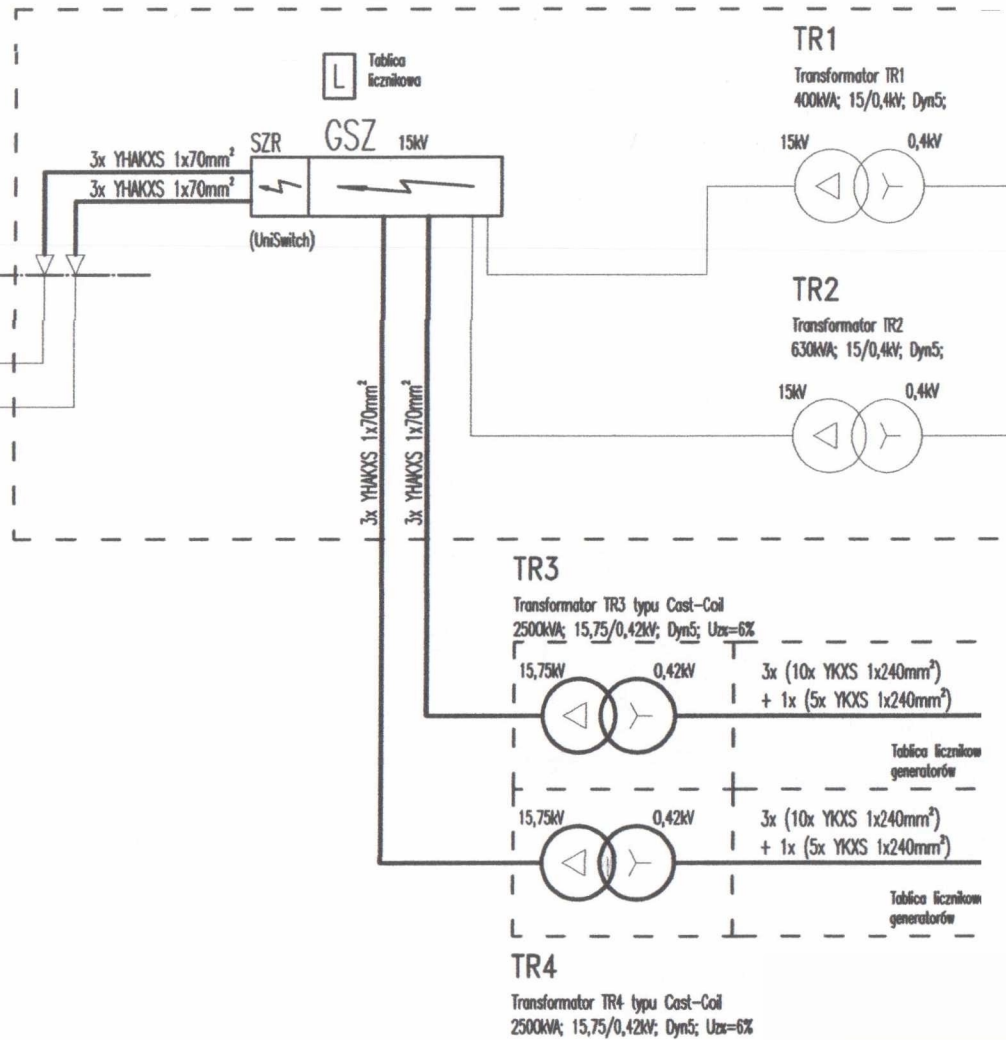 TR1
Transformator TR1
400kVA; 15/0,4kV; Dyn5;
15kV
0,4kV
L
Tablica
licznikowa
SZR
GSZ
15kV
3x YHAKXS 1x70mm²
3x YHAKXS 1x70mm²
(UniSwitch)
TR2
Transformator TR2
630kVA; 15/0,4kV; Dyn5;
15kV
0,4kV
3x YHAKXS 1x70mm²
3x YHAKXS 1x70mm²
TR3
Transformator TR3 typu Cast-Coil
2500kVA; 15,75/0,42kV; Dyn5; Uzx=6%
15,75kV
0,42kV
3x (10x YKXS 1x240mm²)
+ 1x (5x YKXS 1x240mm²)
Tablica licznikow
generatorów
15,75kV
0,42kV
3x (10x YKXS 1x240mm²)
+ 1x (5x YKXS 1x240mm²)
Tablica licznikow
generatorów
TR4
Transformator TR4 typu Cast-Coil
2500kVA; 15,75/0,42kV; Dyn5; Uzx=6%